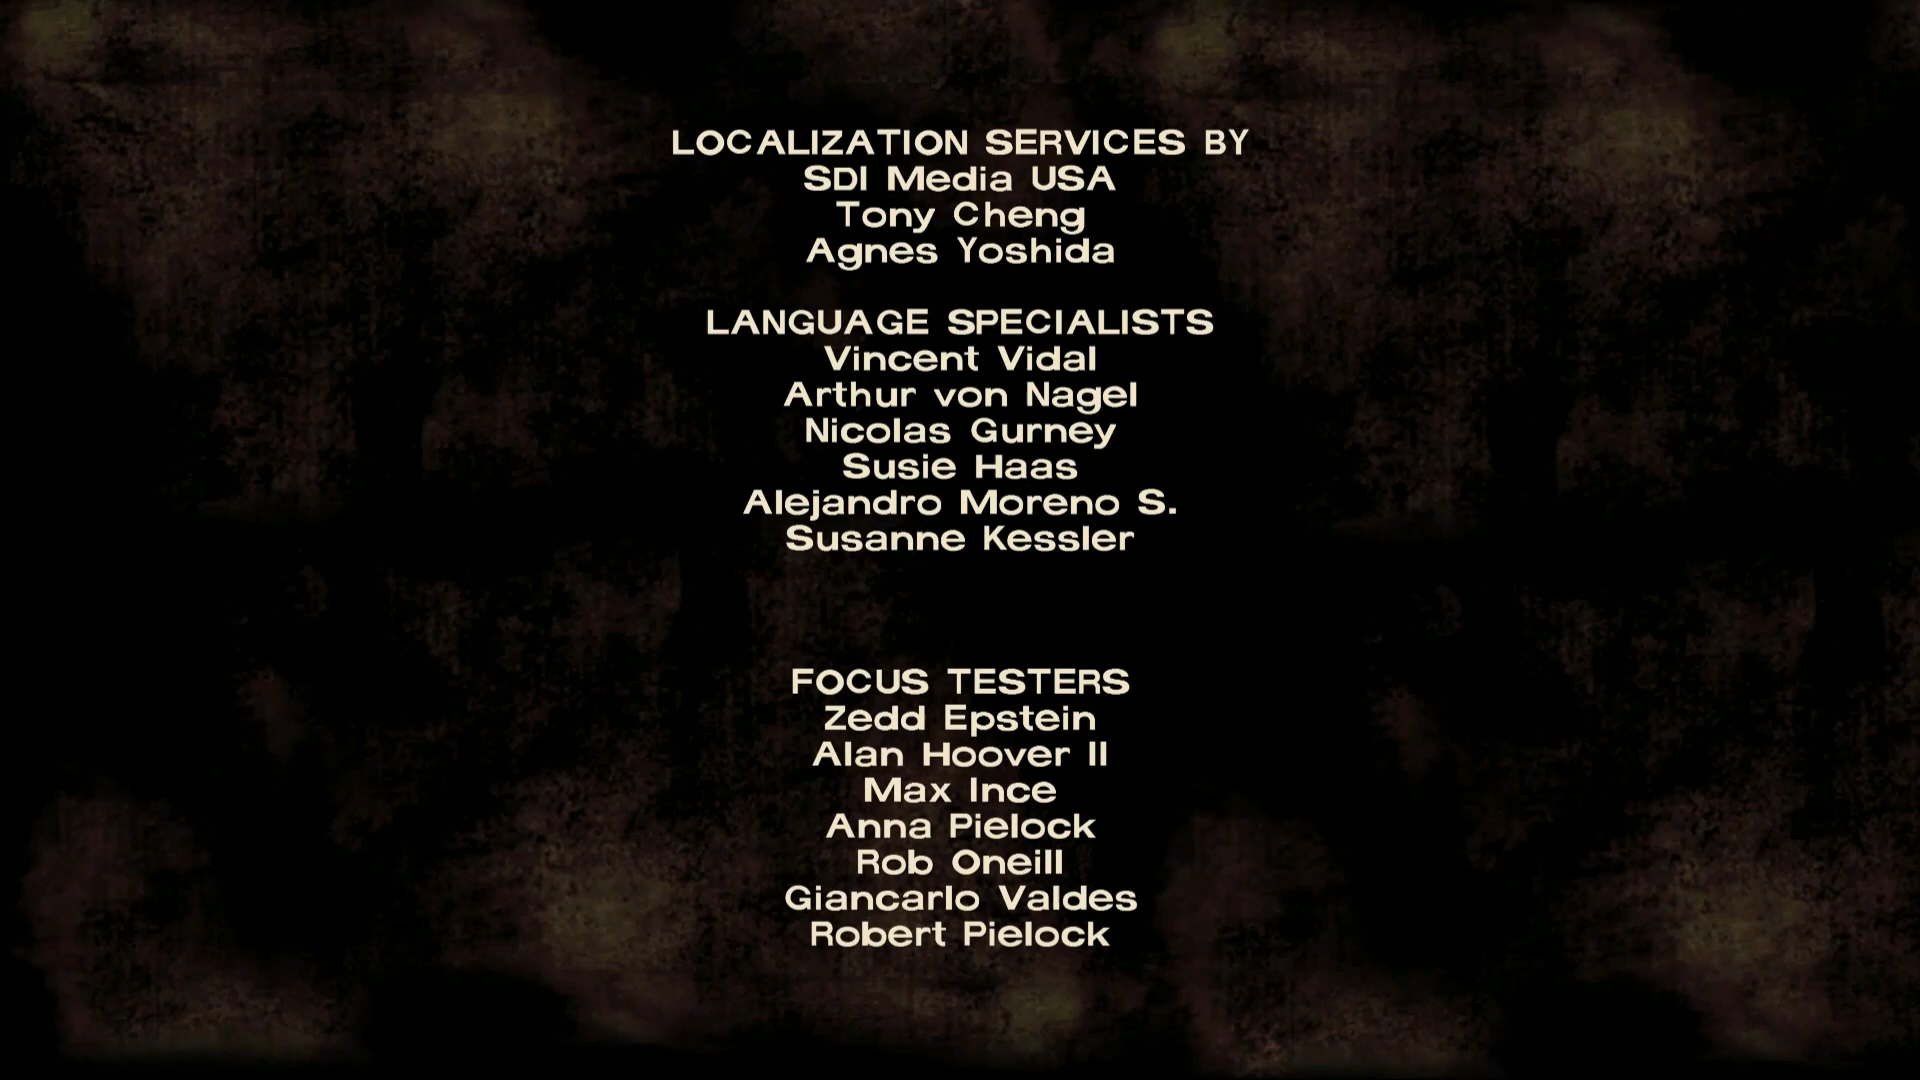 LOCALIZATION SERVICES BY
SDI Media USA
Tony Cheng
Agnes Yoshida
LANGUAGE SPECIALISTS
Vincent Vidal
Arthur von Nagel
Nicolas Gurney
Susie Haas
Alejandro Moreno S.
Susanne Kessler
FOCUS TESTERS
Zedd Epstein
Alan Hoover II
Max Ince
Anna Pielock
Rob Oneill
Giancarlo Valdes
Robert Pielock